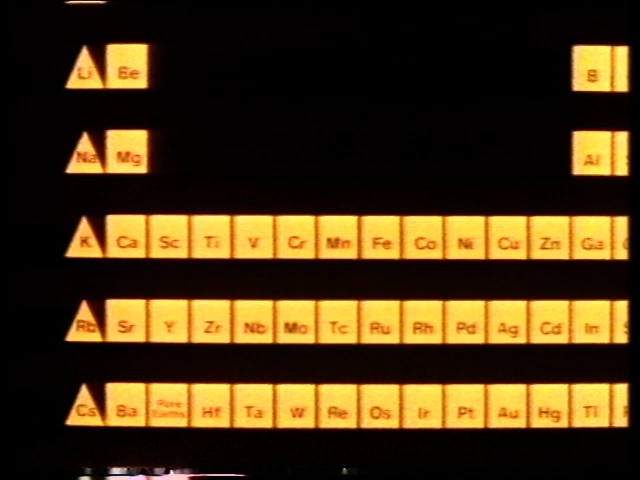 Li Be B
Na Mg Al
K Ca Sc Ti V Cr Mn Fe Co Ni Cu Zn Ga
Rb Sr Y Zr Nb Mo Tc Ru Rh Pd Ag Cd In
Cs Ba Rare Earths Hf Ta W Re Os Ir Pt Au Hg Tl